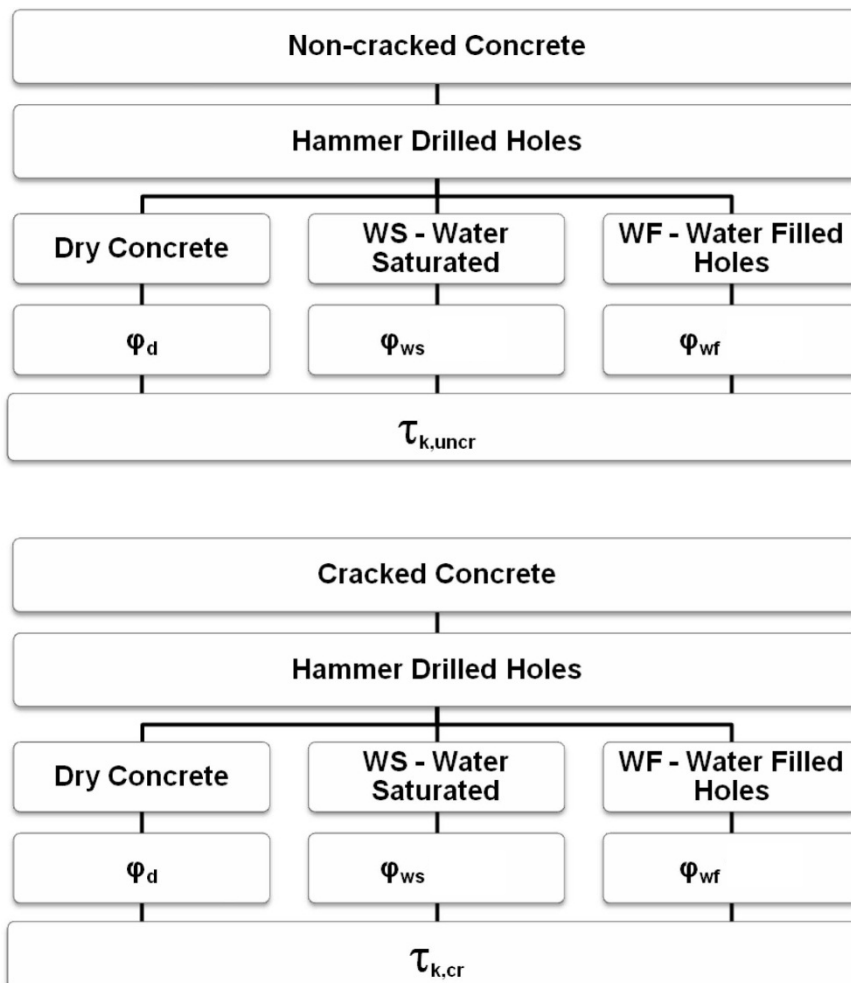 Non-cracked Concrete
Hammer Drilled Holes
Dry Concrete
WS - Water
Saturated
WF - Water Filled
Holes
φd
φws
φwf
τk,uncr
Cracked Concrete
Hammer Drilled Holes
Dry Concrete
WS - Water
Saturated
WF - Water Filled
Holes
φd
φws
φwf
τk,cr